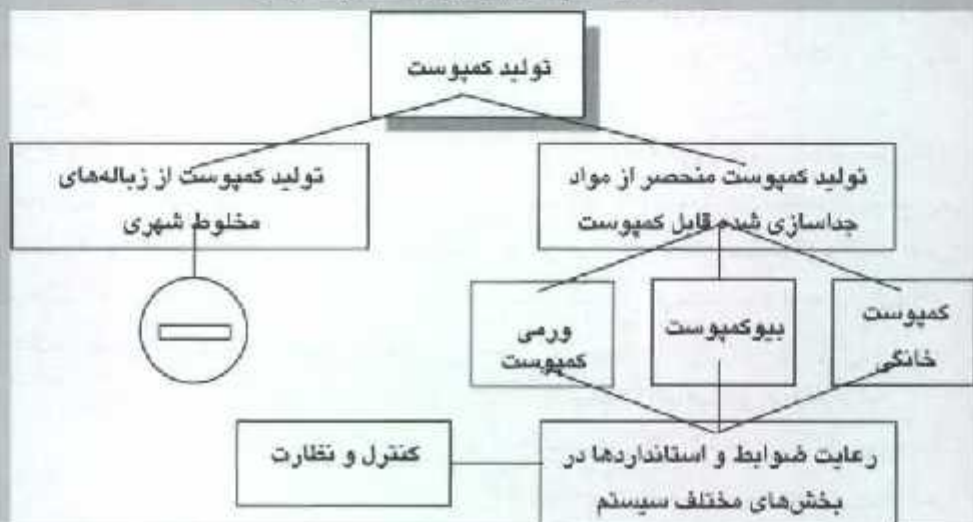 تولید کمپوست
تولید کمپوست منحصر از مواد
جداسازی شده قابل کمپوست
تولید کمپوست از زباله‌های
مخلوط شهری
کمپوست
خانگی
بیوکمپوست
ورمی
کمپوست
رعایت ضوابط و استانداردها در
بخش‌های مختلف سیستم
کنترل و نظارت